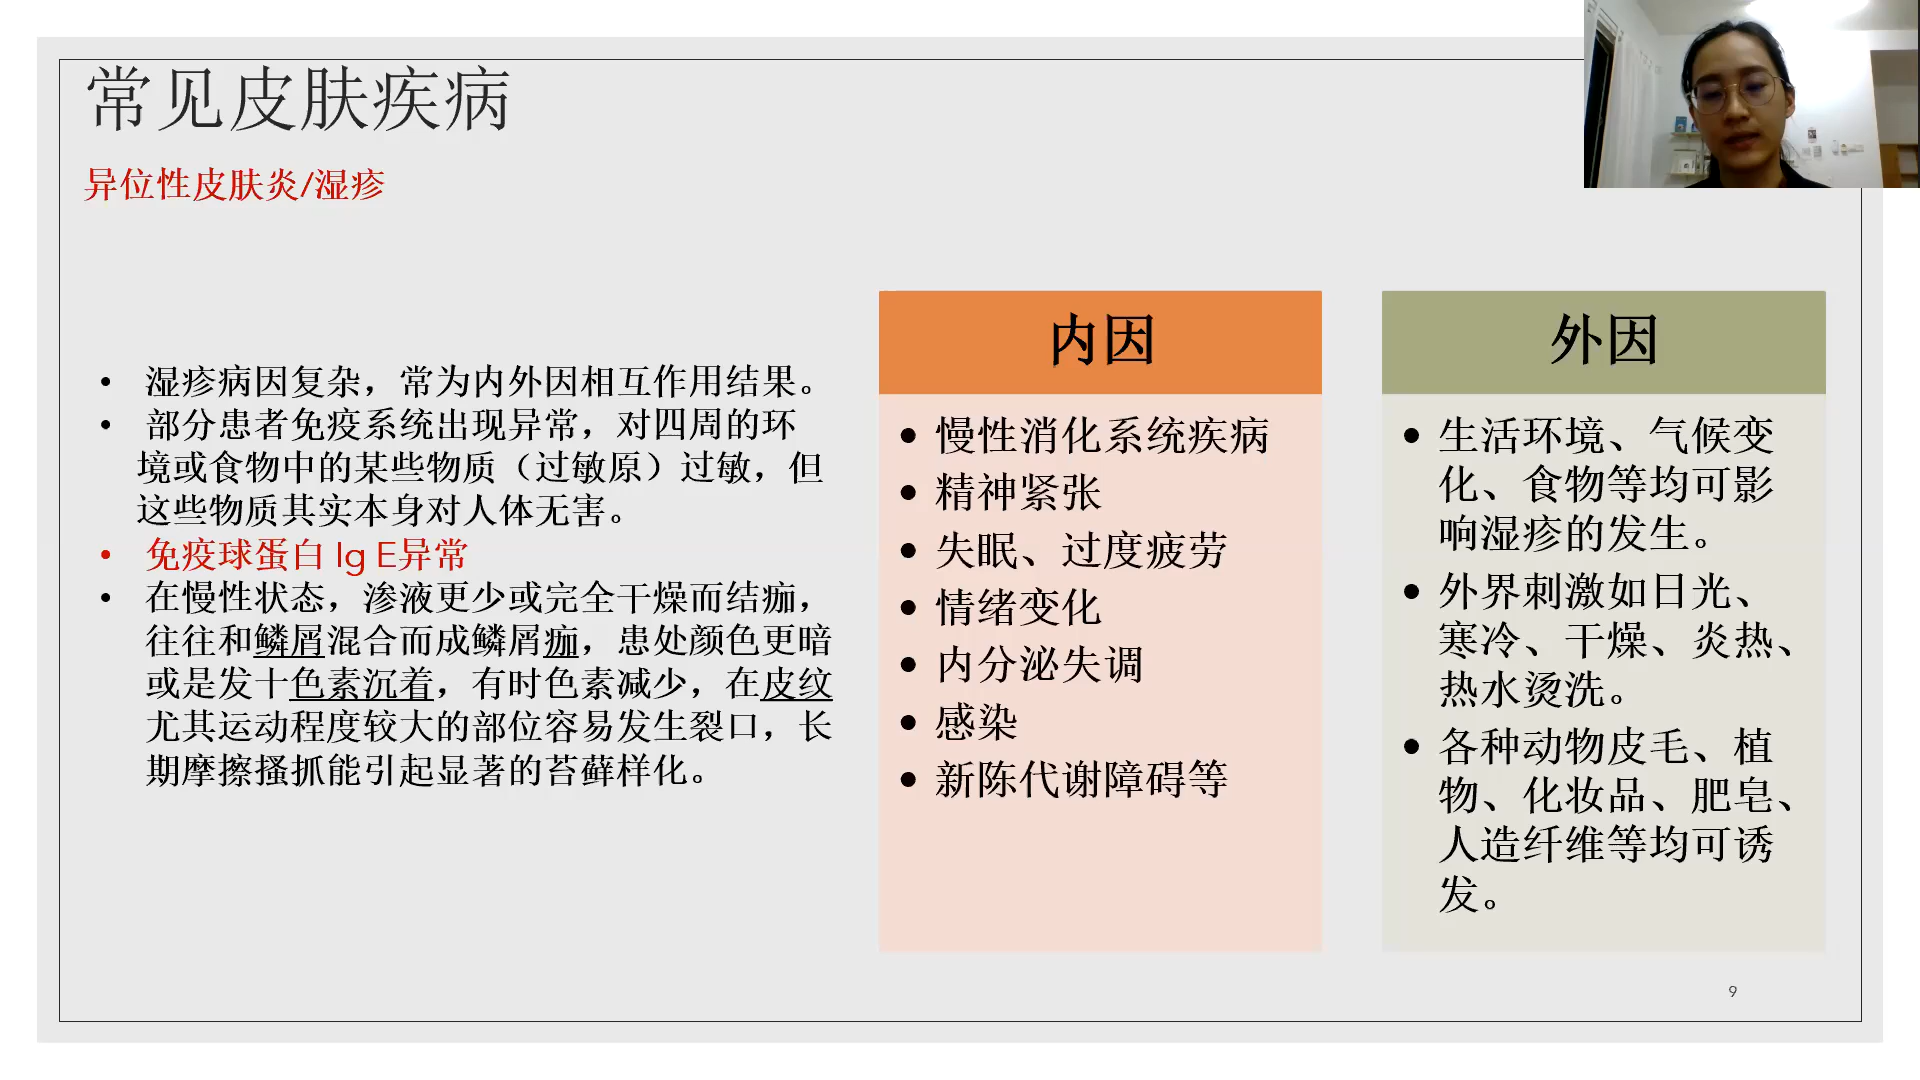 常见皮肤疾病
异位性皮肤炎/湿疹
• 湿疹病因复杂，常为内外因相互作用结果。
• 部分患者免疫系统出现异常，对四周的环
境或食物中的某些物质（过敏原）过敏，但
这些物质其实本身对人体无害。
• 免疫球蛋白 Ig E异常
• 在慢性状态，渗液更少或完全干燥而结痂，
往往和鳞屑混合而成鳞屑痂，患处颜色更暗
或是发十色素沉着，有时色素减少，在皮纹
尤其运动程度较大的部位容易发生裂口，长
期摩擦搔抓能引起显著的苔藓样化。
内因
• 慢性消化系统疾病
• 精神紧张
• 失眠、过度疲劳
• 情绪变化
• 内分泌失调
• 感染
• 新陈代谢障碍等
外因
• 生活环境、气候变
化、食物等均可影
响湿疹的发生。
• 外界刺激如日光、
寒冷、干燥、炎热、
热水烫洗。
• 各种动物皮毛、植
物、化妆品、肥皂、
人造纤维等均可诱
发。
9